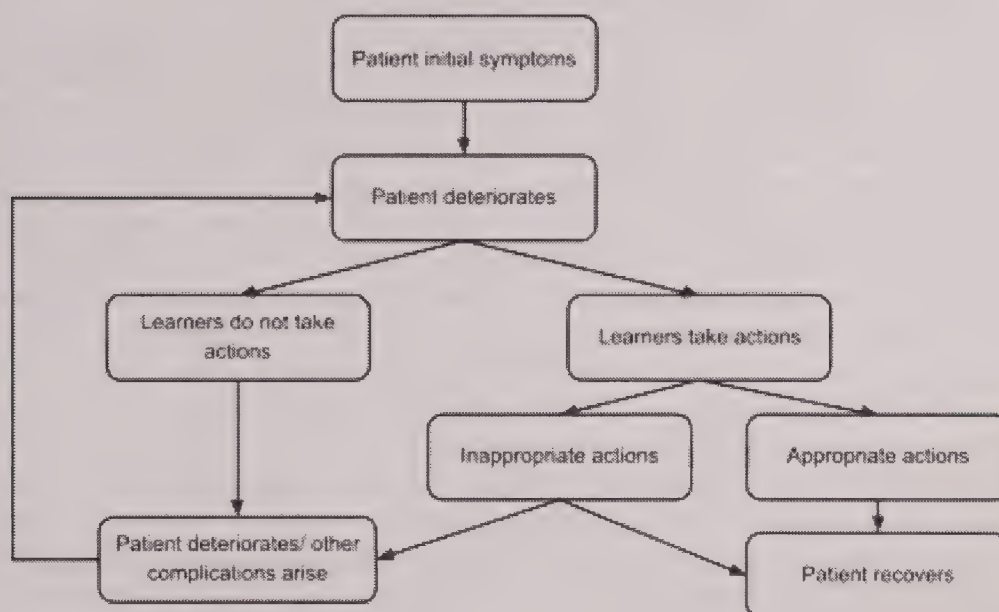 Patient initial symptoms
Patient deteriorates
Learners do not take
actions
Learners take actions
Inappropriate actions
Appropriate actions
Patient deteriorates/ other
complications arise
Patient recovers